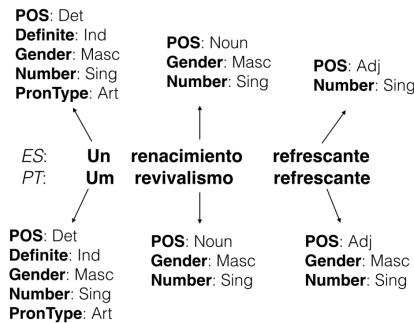 POS: Det
Definite: Ind
Gender: Masc
Number: Sing
PronType: Art
POS: Noun
Gender: Masc
Number: Sing
POS: Adj
Number: Sing
ES: Un renacimiento refrescante
PT: Um revivalismo refrescante
POS: Det
Definite: Ind
Gender: Masc
Number: Sing
PronType: Art
POS: Noun
Gender: Masc
Number: Sing
POS: Adj
Gender: Masc
Number: Sing